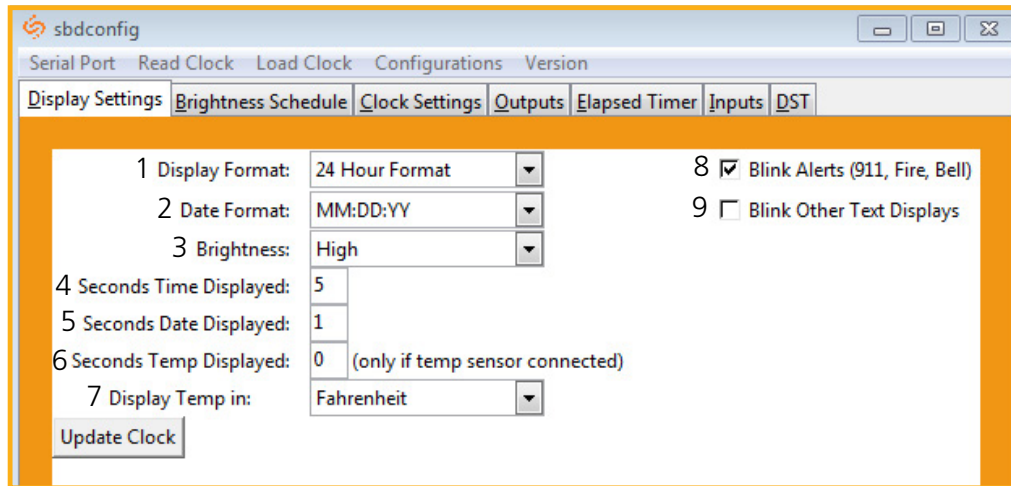 sbdconfig
Serial Port Read Clock Load Clock Configurations Version
Display Settings Brightness Schedule Clock Settings Outputs Elapsed Timer Inputs DST
1 Display Format: 24 Hour Format 8 Blink Alerts (911, Fire, Bell)
2 Date Format: MM:DD:YY 9 Blink Other Text Displays
3 Brightness: High
4 Seconds Time Displayed: 5
5 Seconds Date Displayed: 1
6 Seconds Temp Displayed: 0 (only if temp sensor connected)
7 Display Temp in: Fahrenheit
Update Clock